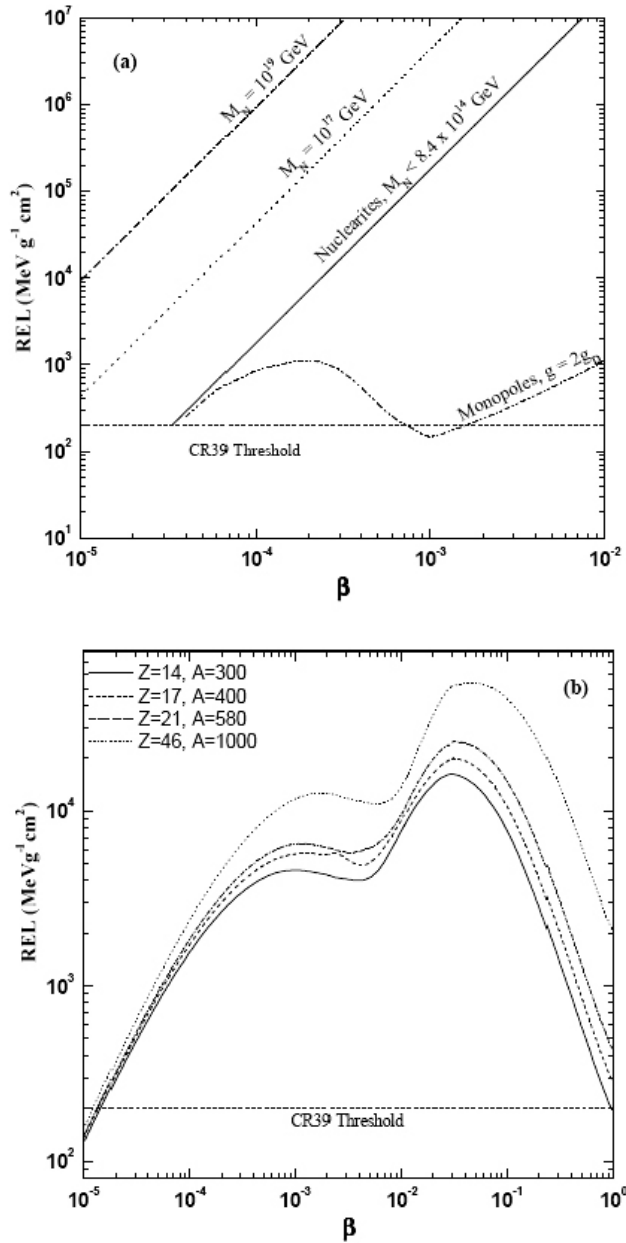 10⁷
10⁶
10⁵
10⁴
10³
10²
10¹
REL (MeV g⁻¹ cm²)
(a)
M_N = 10¹⁹ GeV
M_N = 10¹⁷ GeV
Nuclearites, M_N < 8.4 x 10¹⁴ GeV
Monopoles, g = 2g_D
CR39 Threshold
10⁻⁵ 10⁻⁴ 10⁻³ 10⁻²
β
Z=14, A=300
Z=17, A=400
Z=21, A=580
Z=46, A=1000
(b)
10⁴
10³
10²
REL (MeVg⁻¹ cm²)
CR39 Threshold
10⁻⁵ 10⁻⁴ 10⁻³ 10⁻² 10⁻¹ 10⁰
β